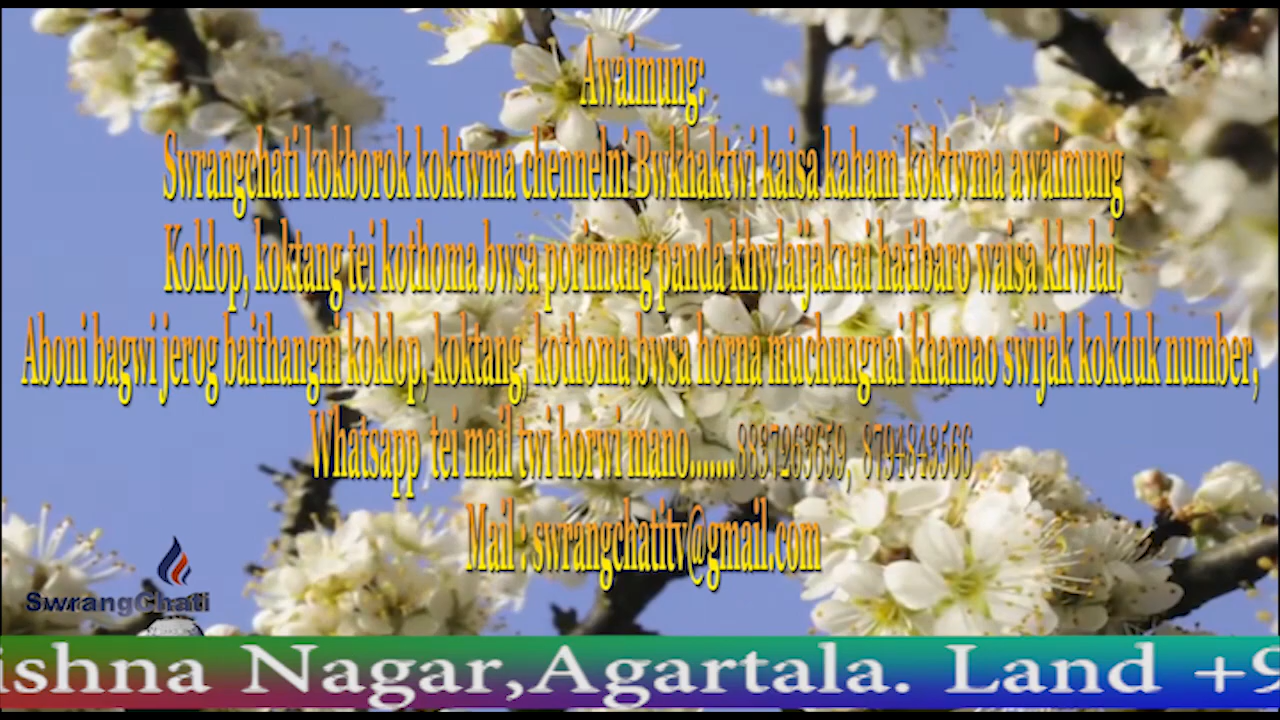 Awaimung:
Swrangchati kokborok koktwma chennelni Bwkhaktwi kaisa kaham koktwma awaimung
Koklop, koktang tei kothoma bwsa porimung panda khwlaijaknai hatibaro waisa khwlai.
Aboni bagwi jerog baithangni koklop, koktang, kothoma bwsa horna muchungnai khamao swijak kokduk number,
Whatsapp tei mail twi horwi mano.......8837263659, 8794843566
Mail : swrangchatitv@gmail.com
SwrangChati
ishna Nagar,Agartala. Land +9